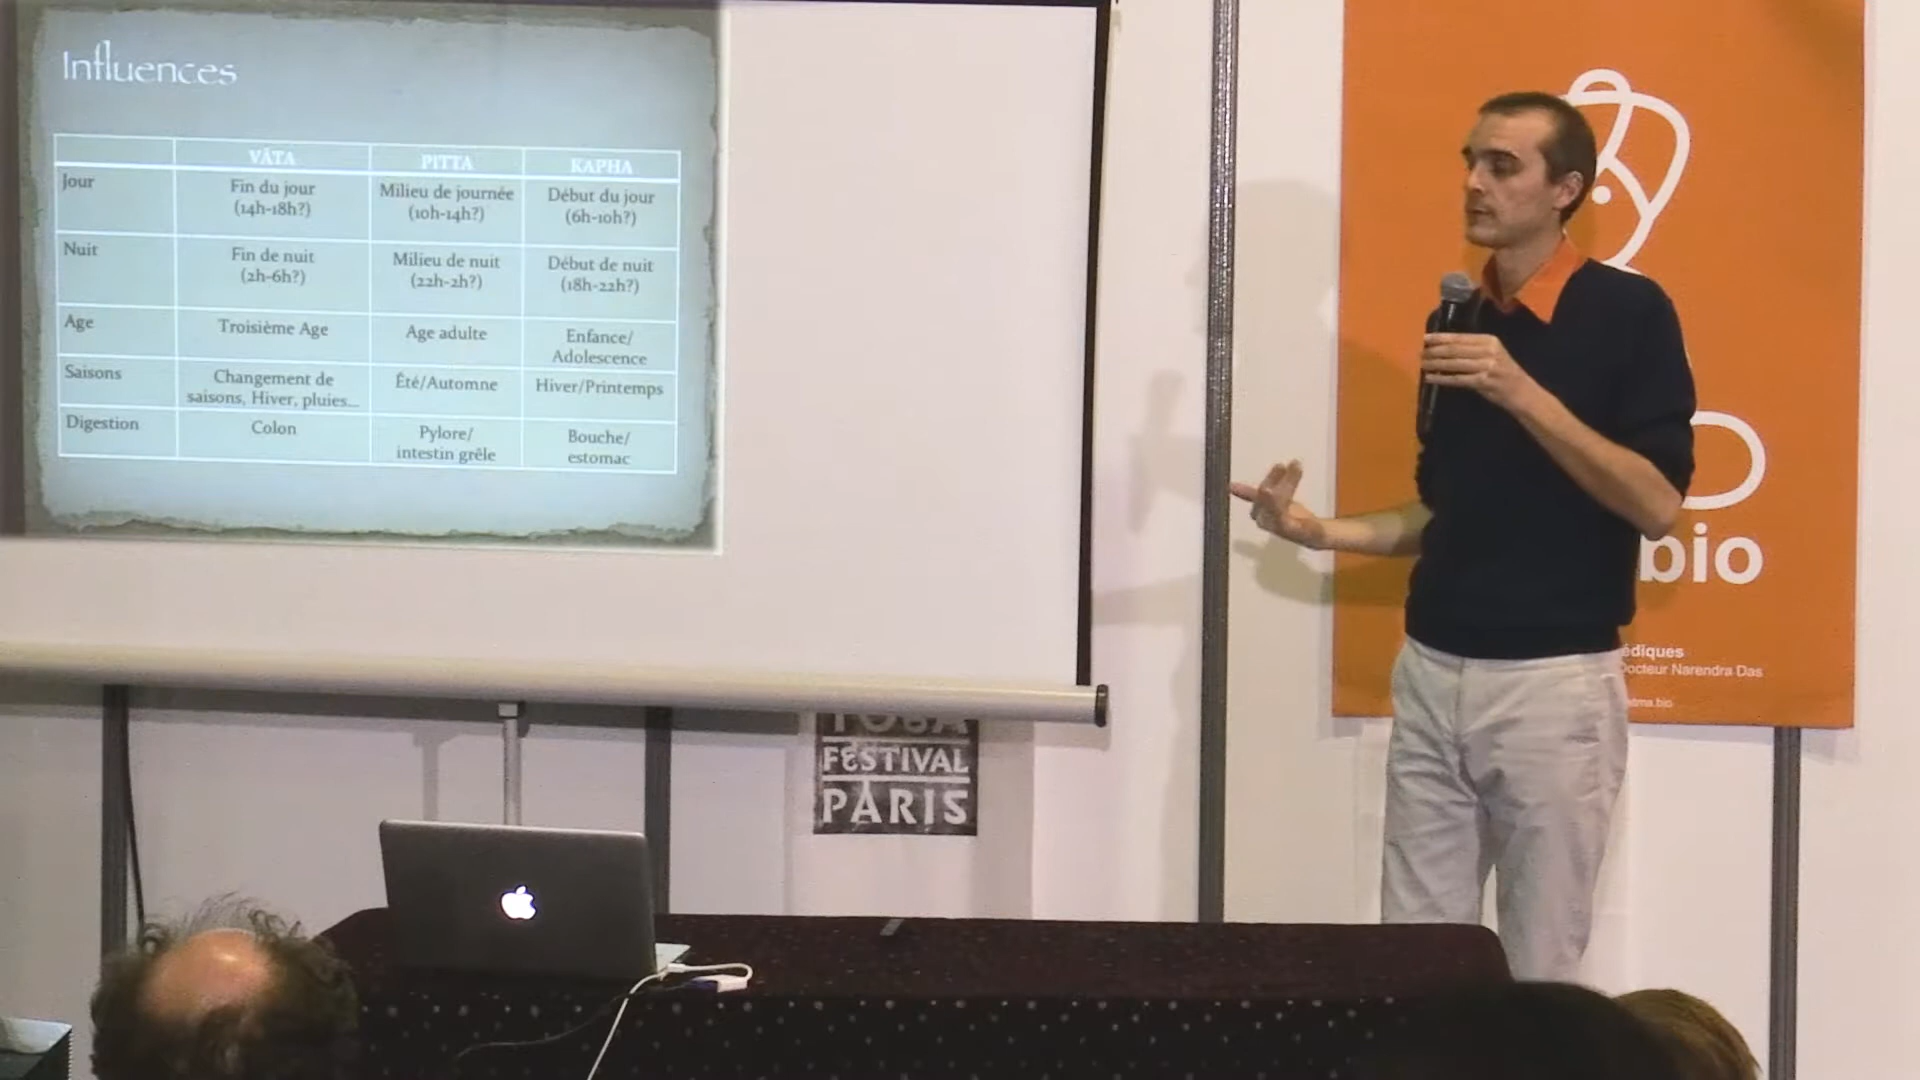 Influences
VÂTA PITTA KAPHA
Jour Fin du jour Milieu de journée Début du jour
(14h-18h?) (10h-14h?) (6h-10h?)
Nuit Fin de nuit Milieu de nuit Début de nuit
(2h-6h?) (22h-2h?) (18h-22h?)
Age Troisième Age Age adulte Enfance/
Adolescence
Saisons Changement de Été/Automne Hiver/Printemps
saisons, Hiver, pluies...
Digestion Colon Pylore/ Bouche/
intestin grêle estomac
FESTIVAL
PARIS
bio
édiques
Docteur Narendra Das
atma.bio